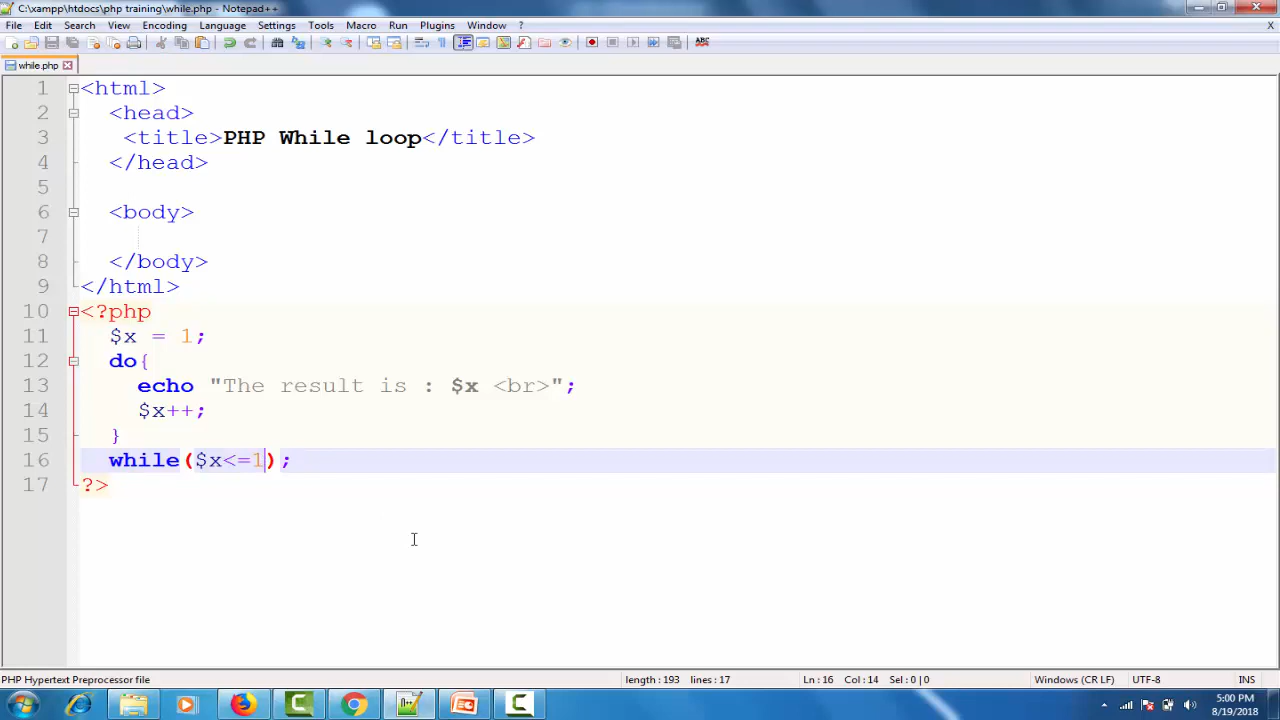 C:\xampp\htdocs\php training\while.php - Notepad++
File Edit Search View Encoding Language Settings Tools Macro Run Plugins Window ? X
ABC
while.php
1 <html>
2 <head>
3 <title>PHP While loop</title>
4 </head>
5
6 <body>
7
8 </body>
9 </html>
10 <?php
11 $x = 1;
12 do{
13 echo "The result is : $x <br>";
14 $x++;
15 }
16 while($x<=1);
17 ?>
PHP Hypertext Preprocessor file length : 193 lines : 17 Ln : 16 Col : 14 Sel : 0 | 0 Windows (CR LF) UTF-8 INS
5:00 PM
8/19/2018